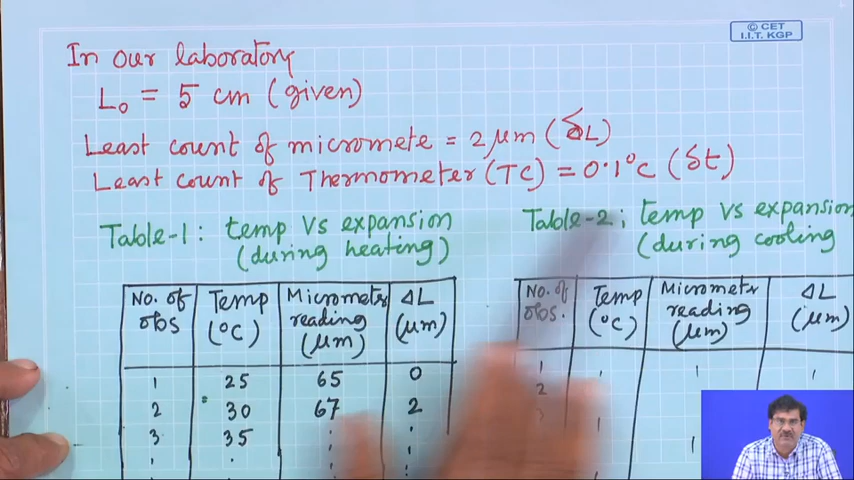 © CET
I.I.T. KGP
In our laboratory
L₀ = 5 cm (given)
Least count of micromete = 2 μm (δL)
Least count of Thermometer (TC) = 0.1°C (δt)
Table-1: temp Vs expansion
(during heating)
Table-2: temp vs expansion
(during cooling
No. of obs Temp (°C) Micrometer reading (μm) ΔL (μm)
1 25 65 0
2 30 67 2
3 35 : :
: . : :
No. of obs. Temp (°C) Micrometer reading (μm) ΔL (μm)
1 ' ' '
2